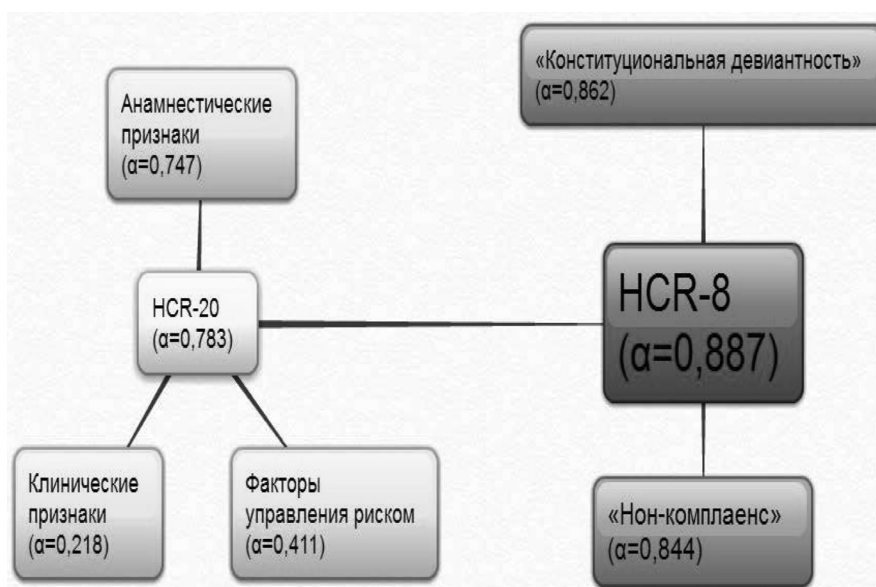 «Конституциональная девиантность»
(α=0,862)
Анамнестические
признаки
(α=0,747)
HCR-20
(α=0,783)
HCR-8
(α=0,887)
Клинические
признаки
(α=0,218)
Факторы
управления риском
(α=0,411)
«Нон-комплаенс»
(α=0,844)